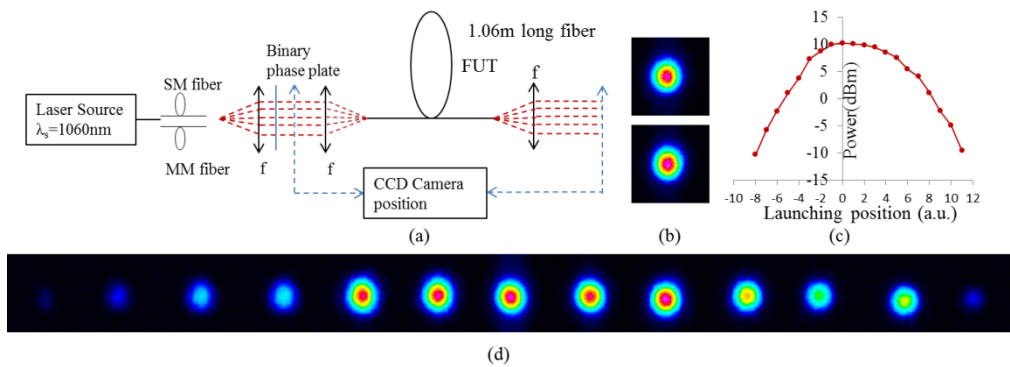 1.06m long fiber
Binary
phase plate
FUT
f
SM fiber
Laser Source
λs=1060nm
MM fiber
f
f
CCD Camera
position
(a)
(b)
15
10
5
0
-5
-10
-15
Power(dBm)
-10 -8 -6 -4 -2 0 2 4 6 8 10 12
Launching position (a.u.)
(c)
(d)